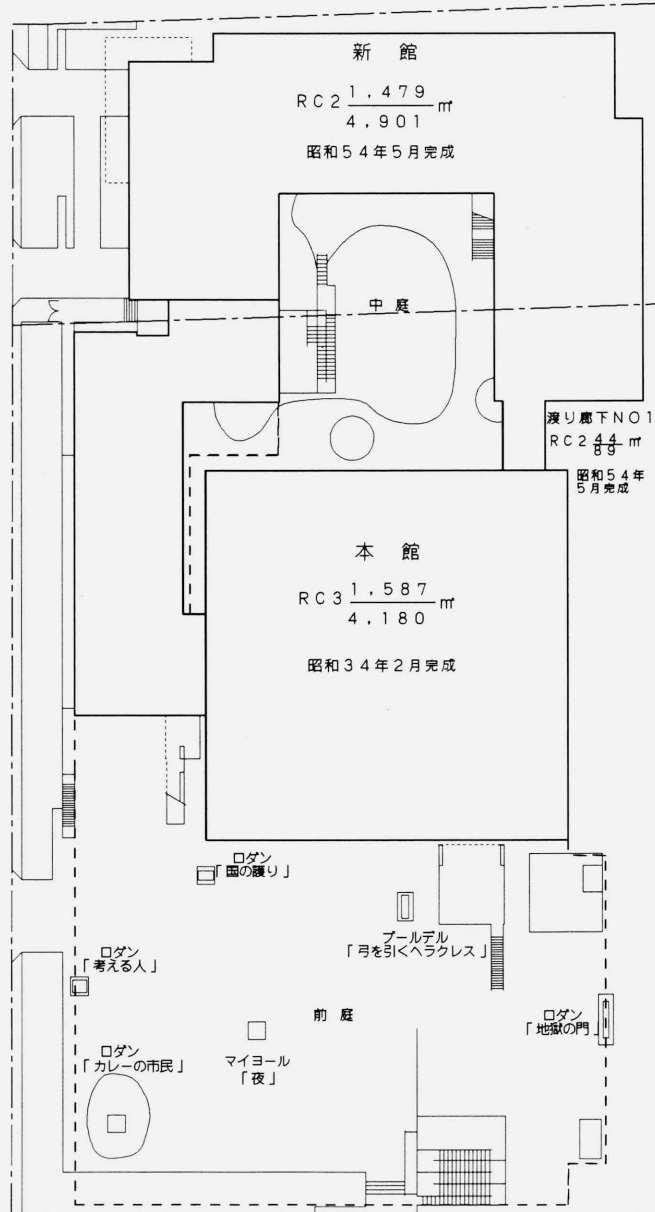 新 館
RC2 1,479/4,901 ㎡
昭和54年5月完成
中庭
渡り廊下NO1
RC2 44/89 ㎡
昭和54年
5月完成
本 館
RC3 1,587/4,180 ㎡
昭和34年2月完成
ロダン
「国の護り」
ブールデル
「弓を引くヘラクレス」
ロダン
「考える人」
前庭
ロダン
「地獄の門」
ロダン
「カレーの市民」
マイヨール
「夜」